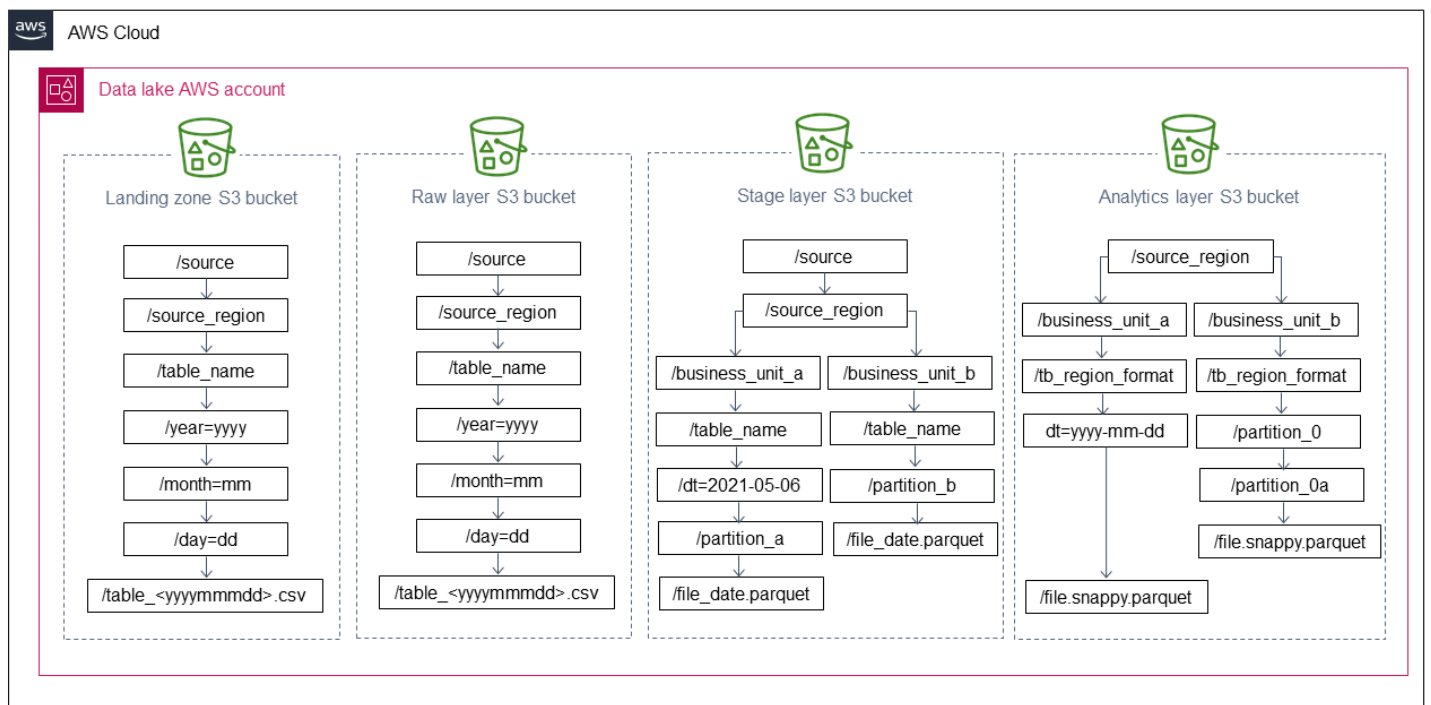 aws
AWS Cloud
Data lake AWS account
Landing zone S3 bucket
/source
/source_region
/table_name
/year=yyyy
/month=mm
/day=dd
/table_<yyyymmmdd>.csv
Raw layer S3 bucket
/source
/source_region
/table_name
/year=yyyy
/month=mm
/day=dd
/table_<yyyymmmdd>.csv
Stage layer S3 bucket
/source
/source_region
/business_unit_a
/table_name
/dt=2021-05-06
/partition_a
/file_date.parquet
/business_unit_b
/table_name
/partition_b
/file_date.parquet
Analytics layer S3 bucket
/source_region
/business_unit_a
/tb_region_format
dt=yyyy-mm-dd
/file.snappy.parquet
/business_unit_b
/tb_region_format
/partition_0
/partition_0a
/file.snappy.parquet